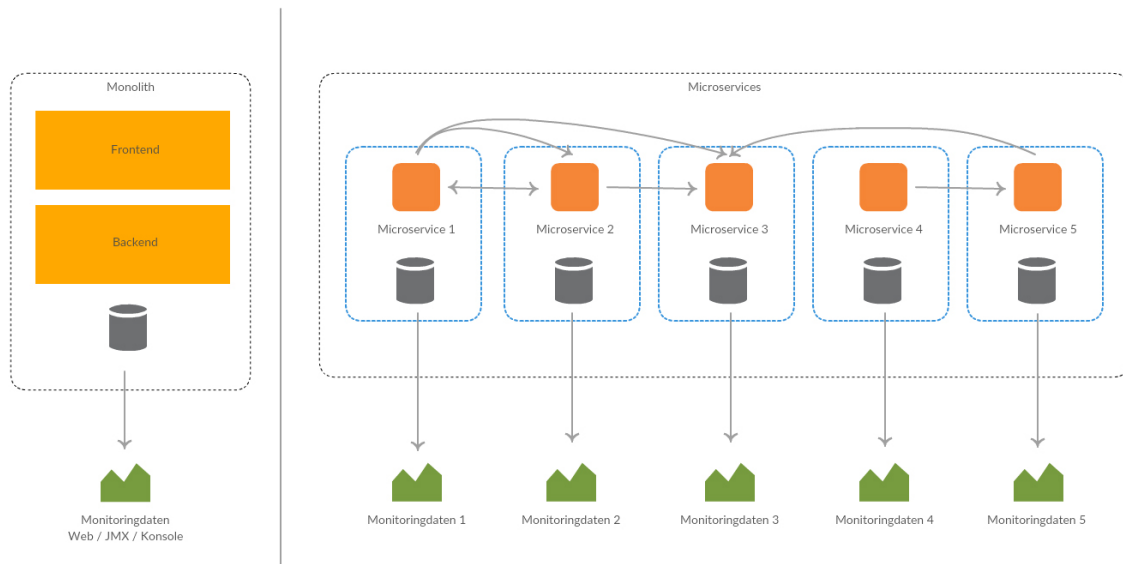 Monolith
Frontend
Backend
Monitoringdaten
Web / JMX / Konsole
Microservices
Microservice 1
Microservice 2
Microservice 3
Microservice 4
Microservice 5
Monitoringdaten 1
Monitoringdaten 2
Monitoringdaten 3
Monitoringdaten 4
Monitoringdaten 5